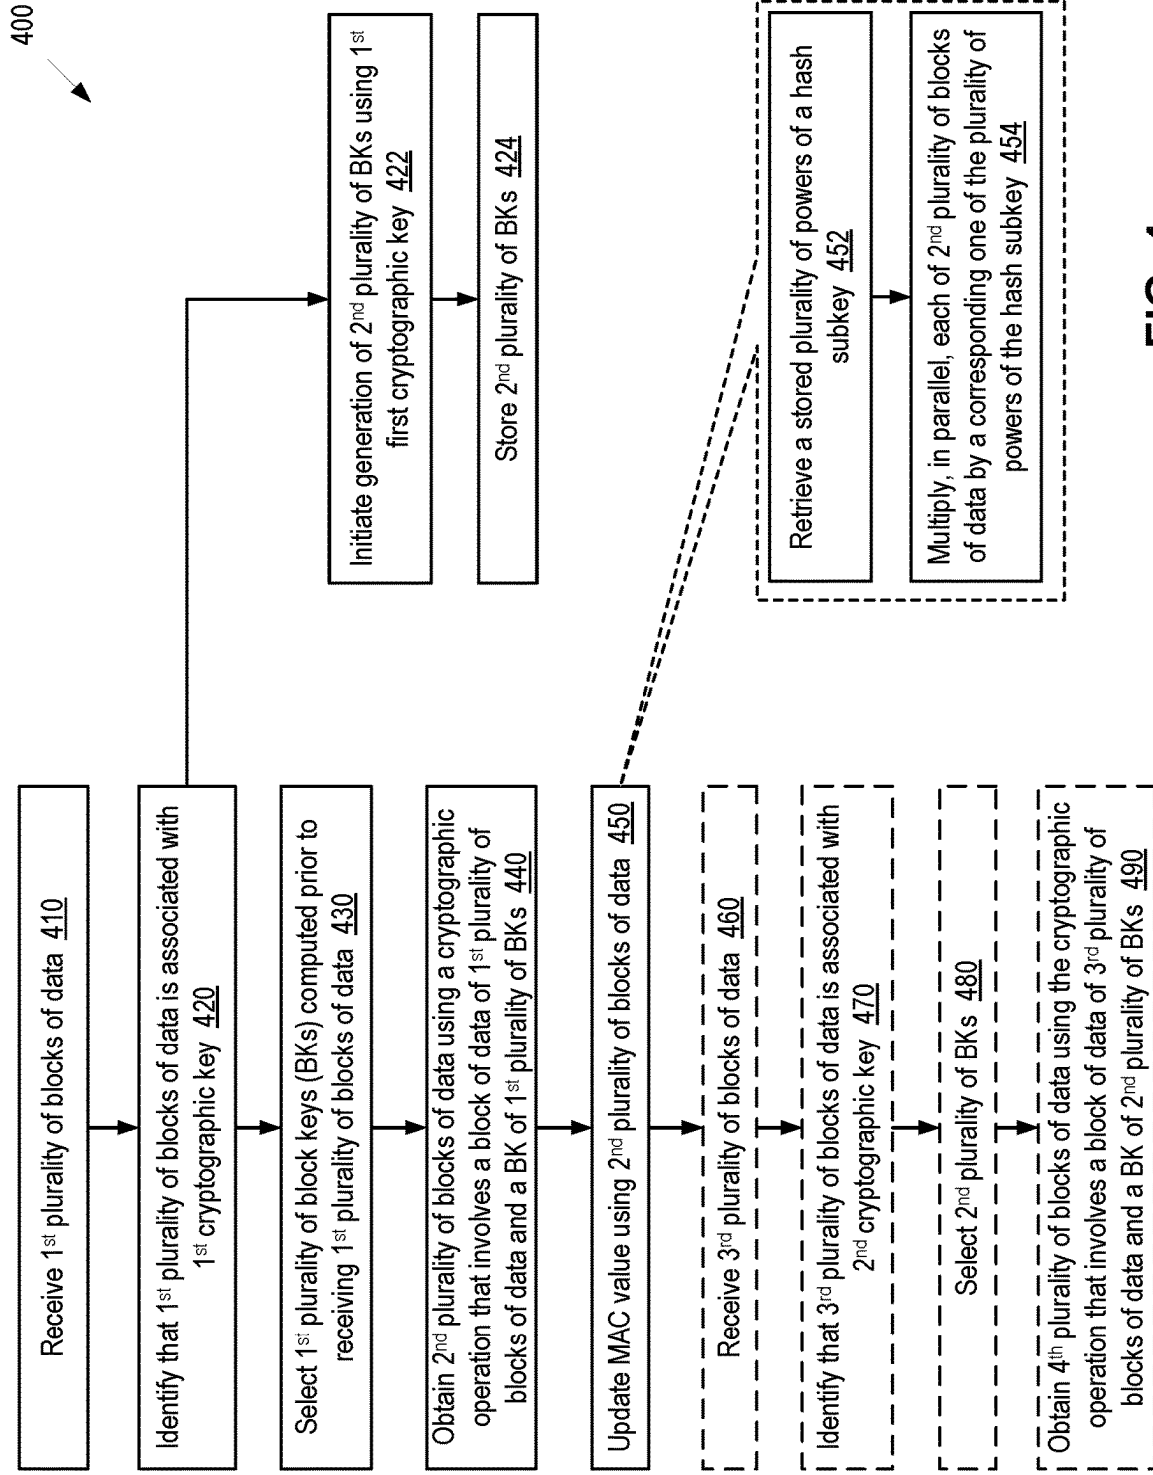 400
Receive 1st plurality of blocks of data 410
Identify that 1st plurality of blocks of data is associated with
1st cryptographic key 420
Initiate generation of 2nd plurality of BKs using 1st
first cryptographic key 422
Store 2nd plurality of BKs 424
Select 1st plurality of block keys (BKs) computed prior to
receiving 1st plurality of blocks of data 430
Obtain 2nd plurality of blocks of data using a cryptographic
operation that involves a block of data of 1st plurality of
blocks of data and a BK of 1st plurality of BKs 440
Update MAC value using 2nd plurality of blocks of data 450
Retrieve a stored plurality of powers of a hash
subkey 452
Multiply, in parallel, each of 2nd plurality of blocks
of data by a corresponding one of the plurality of
powers of the hash subkey 454
Receive 3rd plurality of blocks of data 460
Identify that 3rd plurality of blocks of data is associated with
2nd cryptographic key 470
Select 2nd plurality of BKs 480
Obtain 4th plurality of blocks of data using the cryptographic
operation that involves a block of data of 3rd plurality of
blocks of data and a BK of 2nd plurality of BKs 490